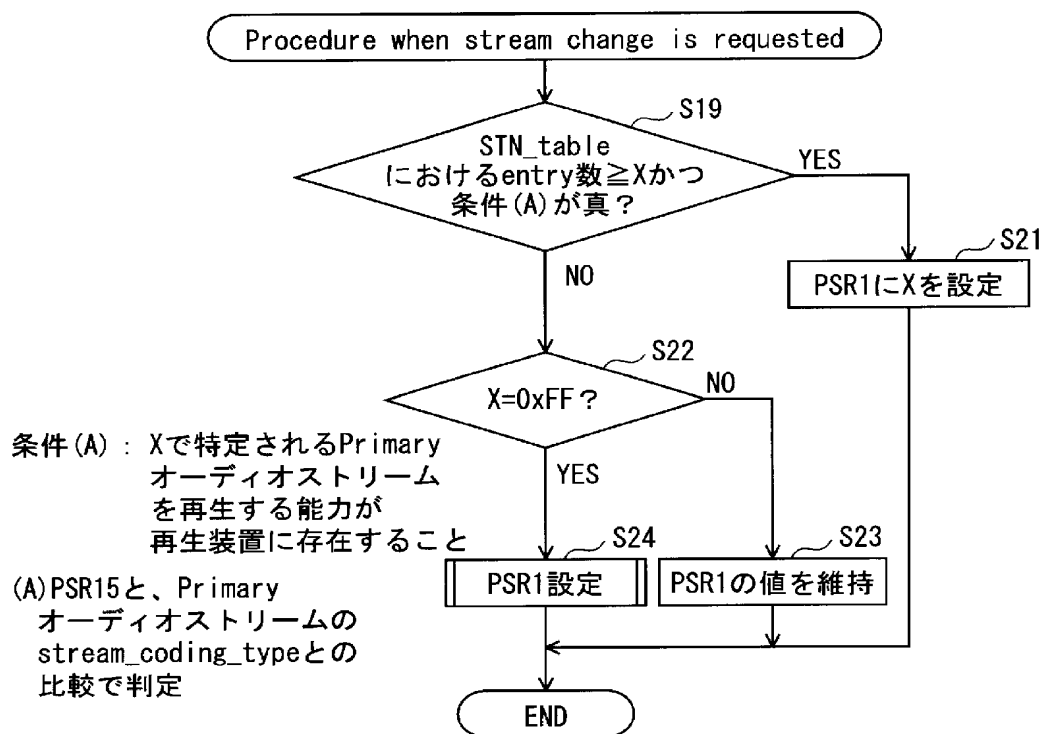 Procedure when stream change is requested
S19
STN_table
におけるentry数≧Xかつ
条件(A)が真？
YES
S21
PSR1にXを設定
NO
S22
X=0xFF？
NO
YES
条件(A)：Xで特定されるPrimary
オーディオストリーム
を再生する能力が
再生装置に存在すること
S24
PSR1設定
S23
PSR1の値を維持
(A)PSR15と、Primary
オーディオストリームの
stream_coding_typeとの
比較で判定
END